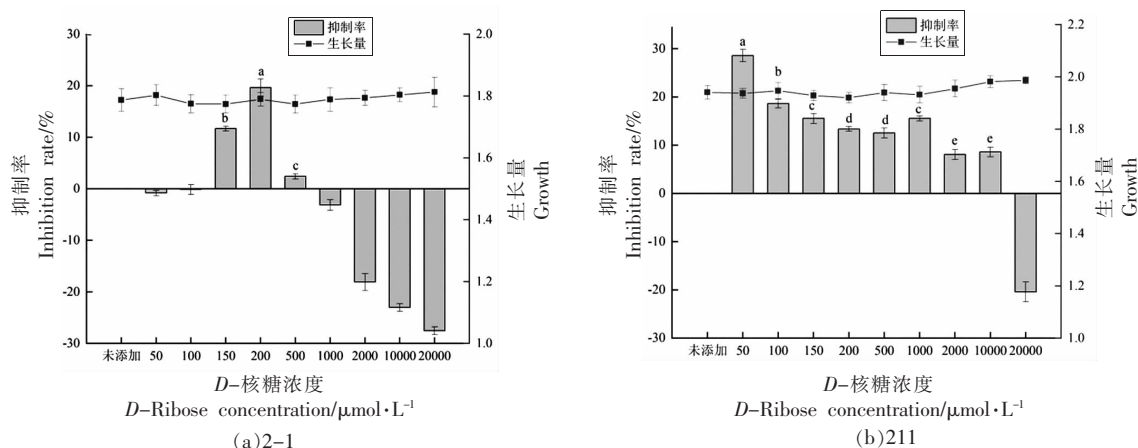 抑制率
生长量
30
20
10
0
-10
-20
-30
抑制率
Inhibition rate/%
2.0
1.8
1.6
1.4
1.2
1.0
生长量
Growth
a
b
c
未添加 50 100 150 200 500 1000 2000 10000 20000
D-核糖浓度
D-Ribose concentration/μmol·L⁻¹
(a)2-1
抑制率
生长量
30
20
10
0
-10
-20
-30
抑制率
Inhibition rate/%
2.2
2.0
1.8
1.6
1.4
1.2
1.0
生长量
Growth
a
b
c
d
d
c
e
e
未添加 50 100 150 200 500 1000 2000 10000 20000
D-核糖浓度
D-Ribose concentration/μmol·L⁻¹
(b)211